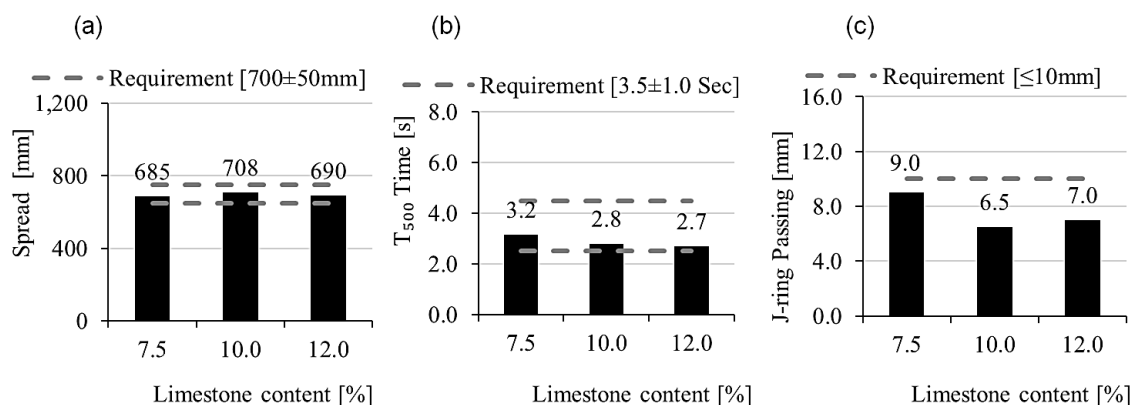 (a)
Requirement [700±50mm]
Spread [mm]
1,200
800
400
0
685
708
690
7.5
10.0
12.0
Limestone content [%]
(b)
Requirement [3.5±1.0 Sec]
T₅₀₀ Time [s]
8.0
6.0
4.0
2.0
0.0
3.2
2.8
2.7
7.5
10.0
12.0
Limestone content [%]
(c)
Requirement [≤10mm]
J-ring Passing [mm]
16.0
12.0
8.0
4.0
0.0
9.0
6.5
7.0
7.5
10.0
12.0
Limestone content [%]